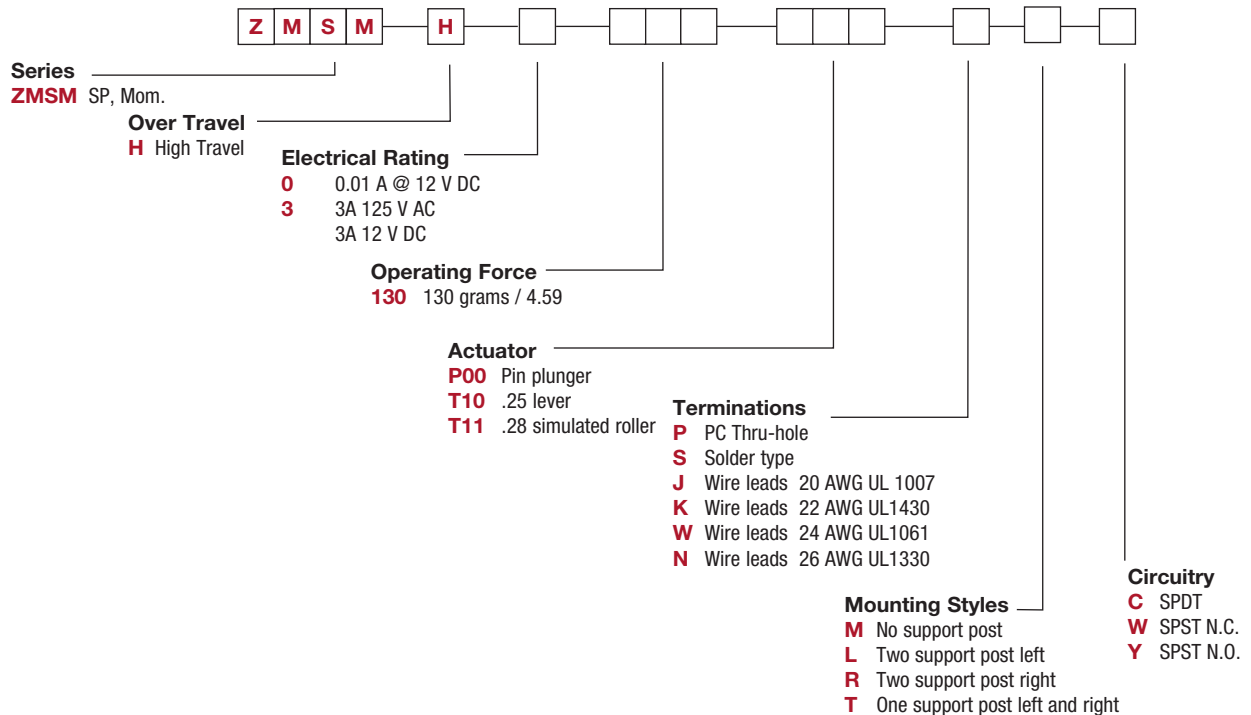 Z M S M H
Series
ZMSM SP, Mom.
Over Travel
H High Travel
Electrical Rating
0 0.01 A @ 12 V DC
3 3A 125 V AC
3A 12 V DC
Operating Force
130 130 grams / 4.59
Actuator
P00 Pin plunger
T10 .25 lever
T11 .28 simulated roller
Terminations
P PC Thru-hole
S Solder type
J Wire leads 20 AWG UL 1007
K Wire leads 22 AWG UL1430
W Wire leads 24 AWG UL1061
N Wire leads 26 AWG UL1330
Mounting Styles
M No support post
L Two support post left
R Two support post right
T One support post left and right
Circuitry
C SPDT
W SPST N.C.
Y SPST N.O.